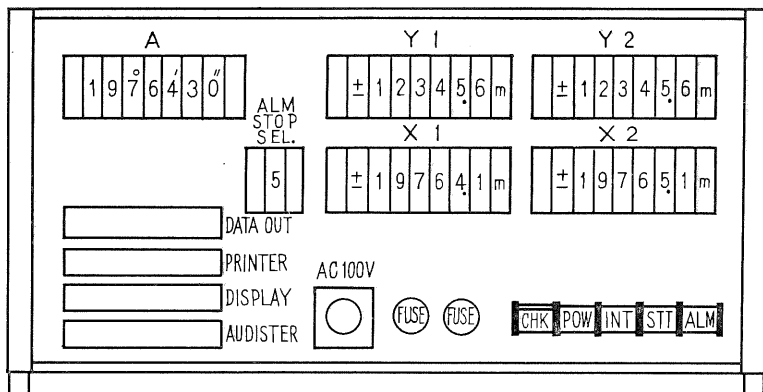 A
1 9 7° 6 4′ 3 0″
Y 1
± 1 2 3 4 5. 6 m
Y 2
± 1 2 3 4 5. 6 m
ALM
STOP
SEL.
5
X 1
± 1 9 7 6 4. 1 m
X 2
± 1 9 7 6 5. 1 m
DATA OUT
PRINTER
DISPLAY
AUDISTER
AC 100V
FUSE FUSE
CHK POW INT STT ALM